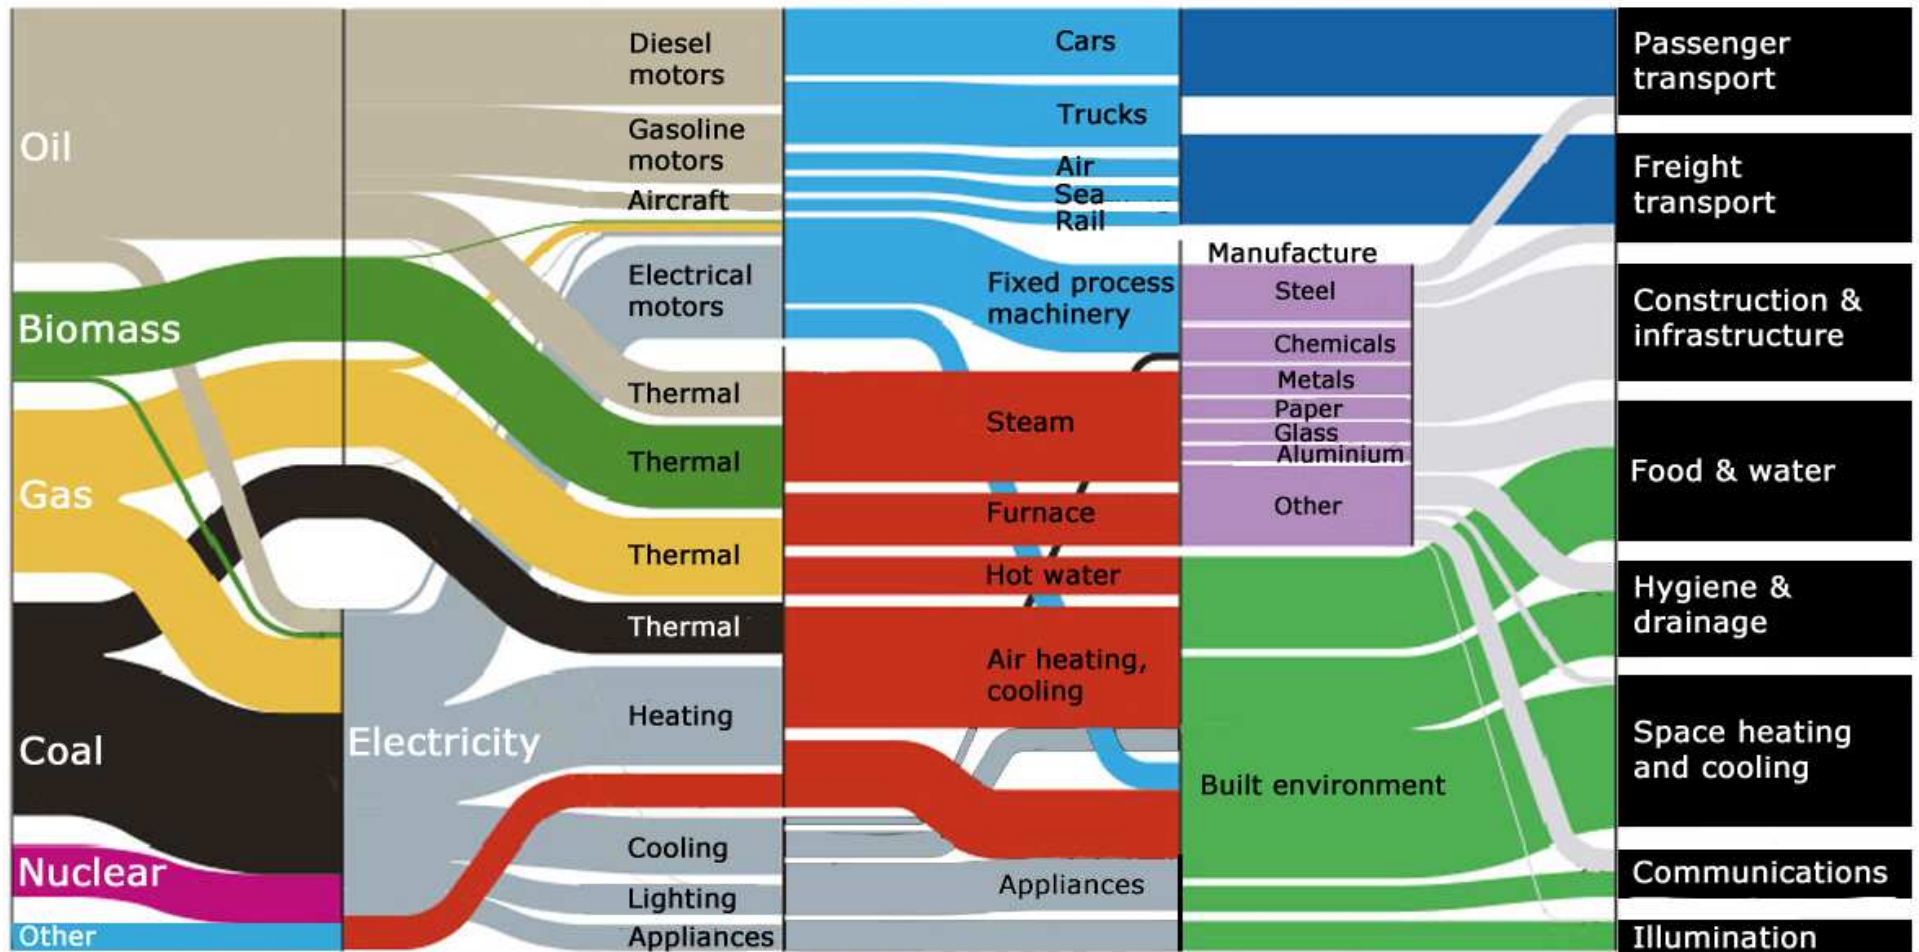 Oil
Biomass
Gas
Coal
Nuclear
Other
Electricity
Diesel
motors
Gasoline
motors
Aircraft
Electrical
motors
Thermal
Thermal
Thermal
Thermal
Heating
Cooling
Lighting
Appliances
Cars
Trucks
Air
Sea
Rail
Fixed process
machinery
Steam
Furnace
Hot water
Air heating,
cooling
Appliances
Manufacture
Steel
Chemicals
Metals
Paper
Glass
Aluminium
Other
Built environment
Passenger
transport
Freight
transport
Construction &
infrastructure
Food & water
Hygiene &
drainage
Space heating
and cooling
Communications
Illumination